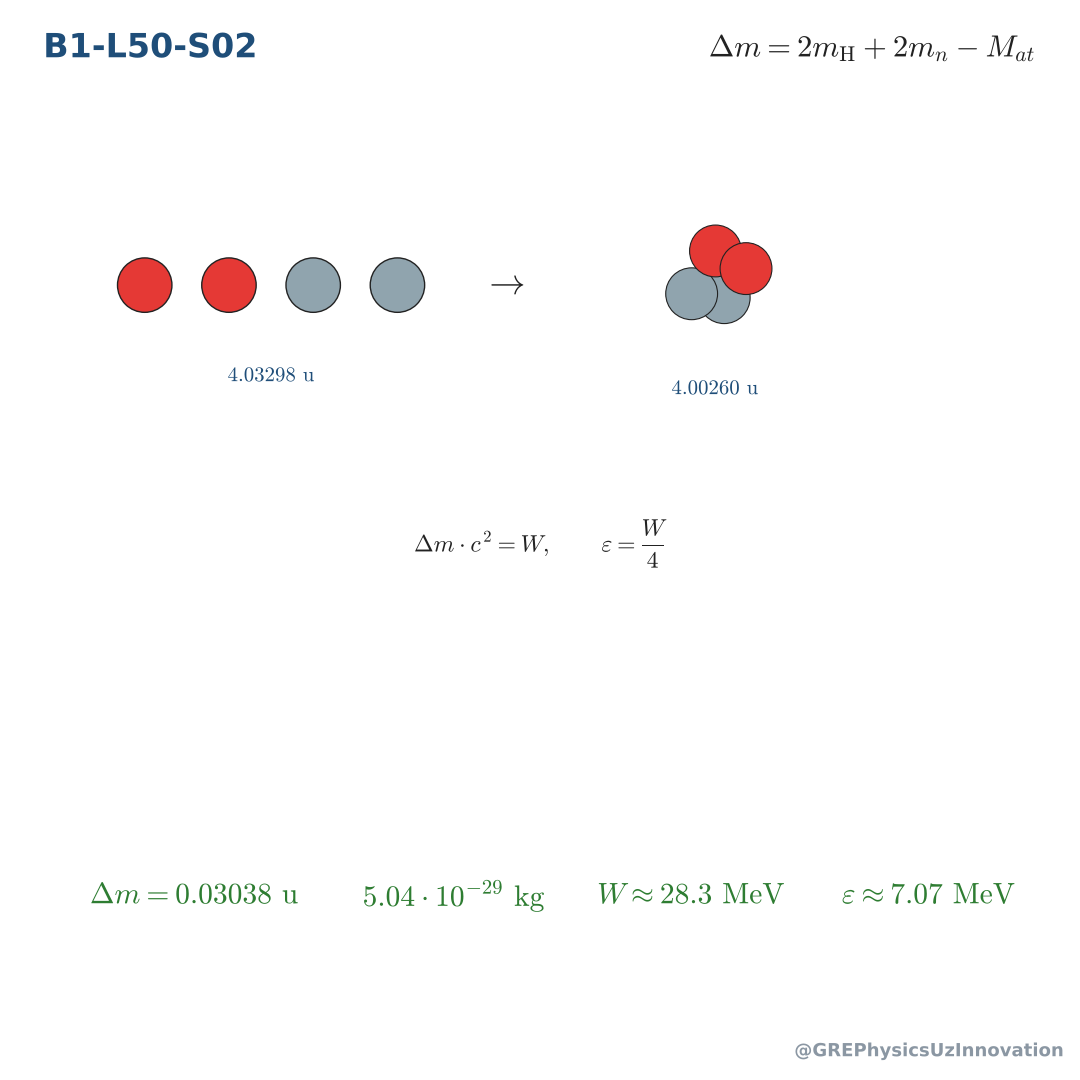 B1-L50-S02
Δm = 2m_H + 2m_n − M_at
→
4.03298 u
4.00260 u
Δm · c² = W, ε = W/4
Δm = 0.03038 u 5.04 · 10⁻²⁹ kg W ≈ 28.3 MeV ε ≈ 7.07 MeV
@GREPhysicsUzInnovation